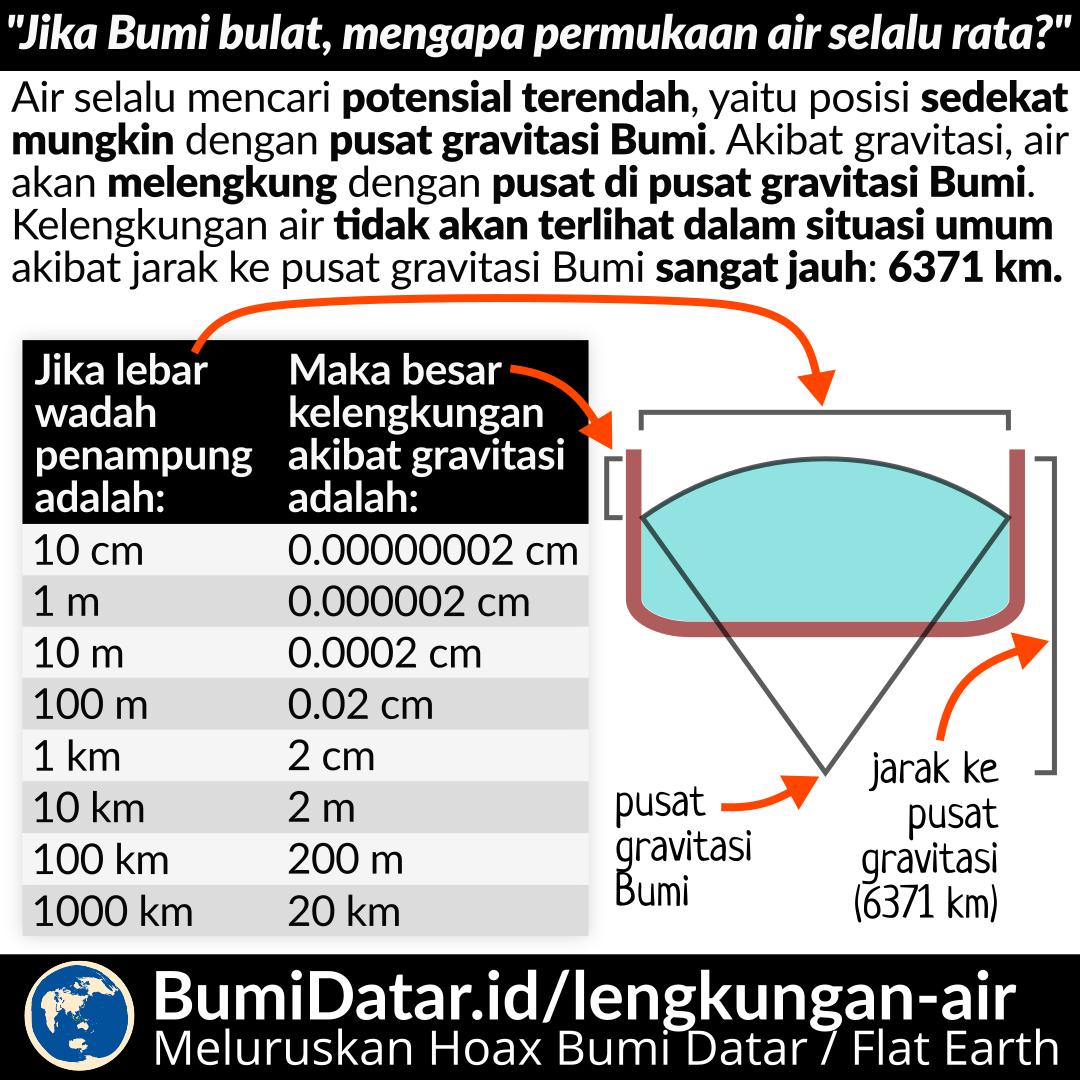 "Jika Bumi bulat, mengapa permukaan air selalu rata?"
Air selalu mencari potensial terendah, yaitu posisi sedekat
mungkin dengan pusat gravitasi Bumi. Akibat gravitasi, air
akan melengkung dengan pusat di pusat gravitasi Bumi.
Kelengkungan air tidak akan terlihat dalam situasi umum
akibat jarak ke pusat gravitasi Bumi sangat jauh: 6371 km.
Jika lebar
wadah
penampung
adalah:
Maka besar
kelengkungan
akibat gravitasi
adalah:
10 cm 0.00000002 cm
1 m 0.000002 cm
10 m 0.0002 cm
100 m 0.02 cm
1 km 2 cm
10 km 2 m
100 km 200 m
1000 km 20 km
pusat
gravitasi
Bumi
jarak ke
pusat
gravitasi
(6371 km)
BumiDatar.id/lengkungan-air
Meluruskan Hoax Bumi Datar / Flat Earth